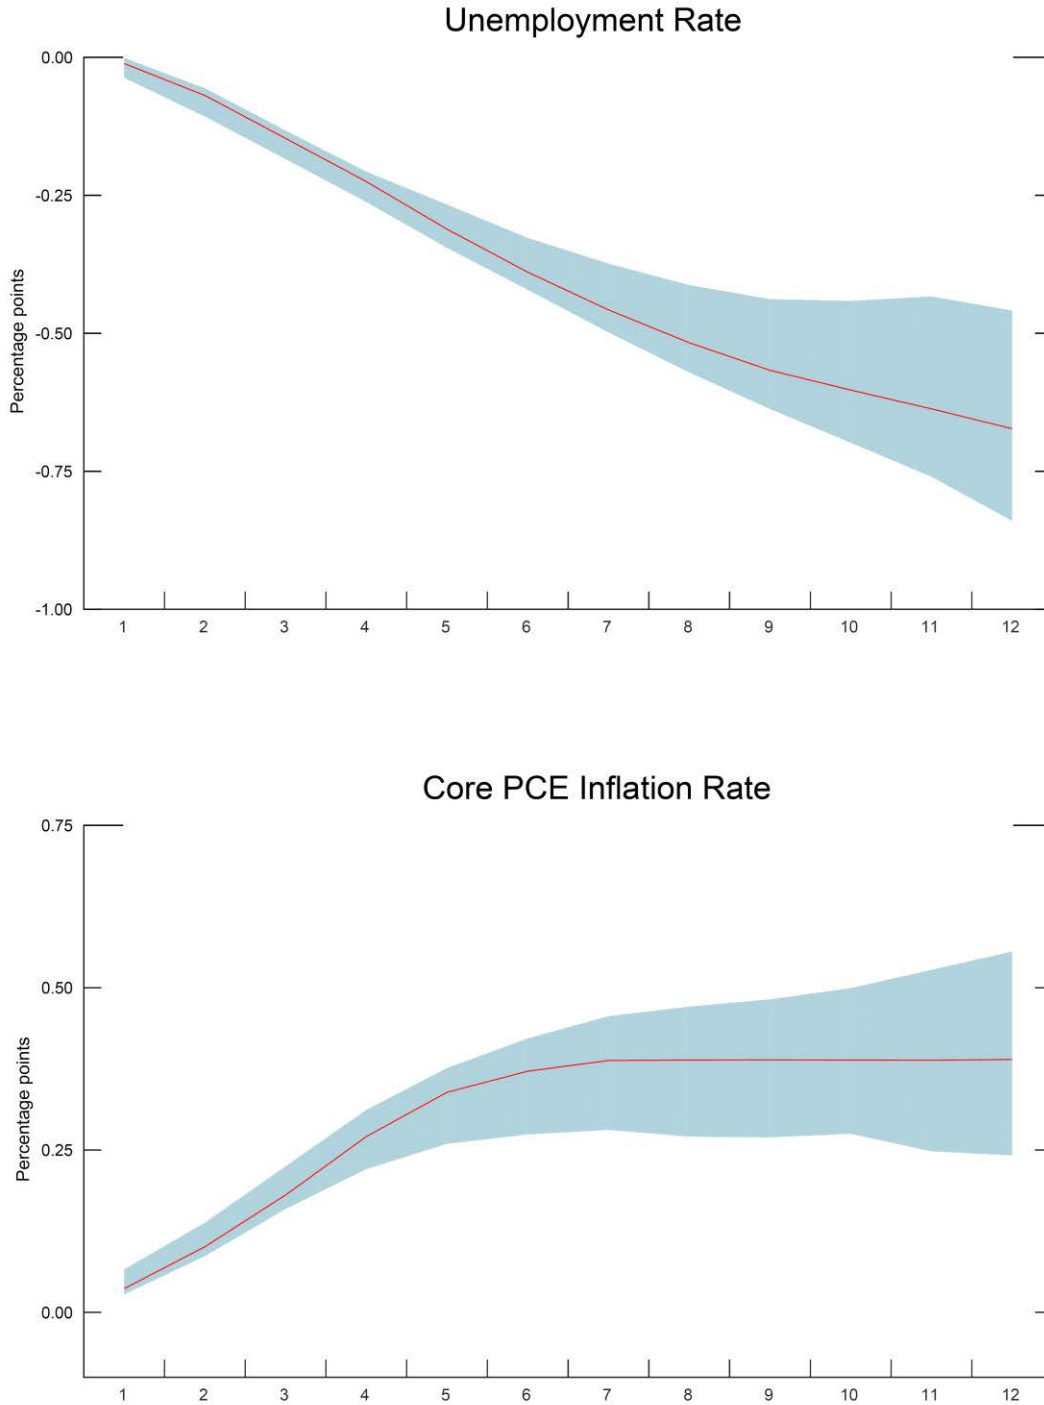 Unemployment Rate
0.00
-0.25
-0.50
-0.75
-1.00
Percentage points
1 2 3 4 5 6 7 8 9 10 11 12
Core PCE Inflation Rate
0.75
0.50
0.25
0.00
Percentage points
1 2 3 4 5 6 7 8 9 10 11 12